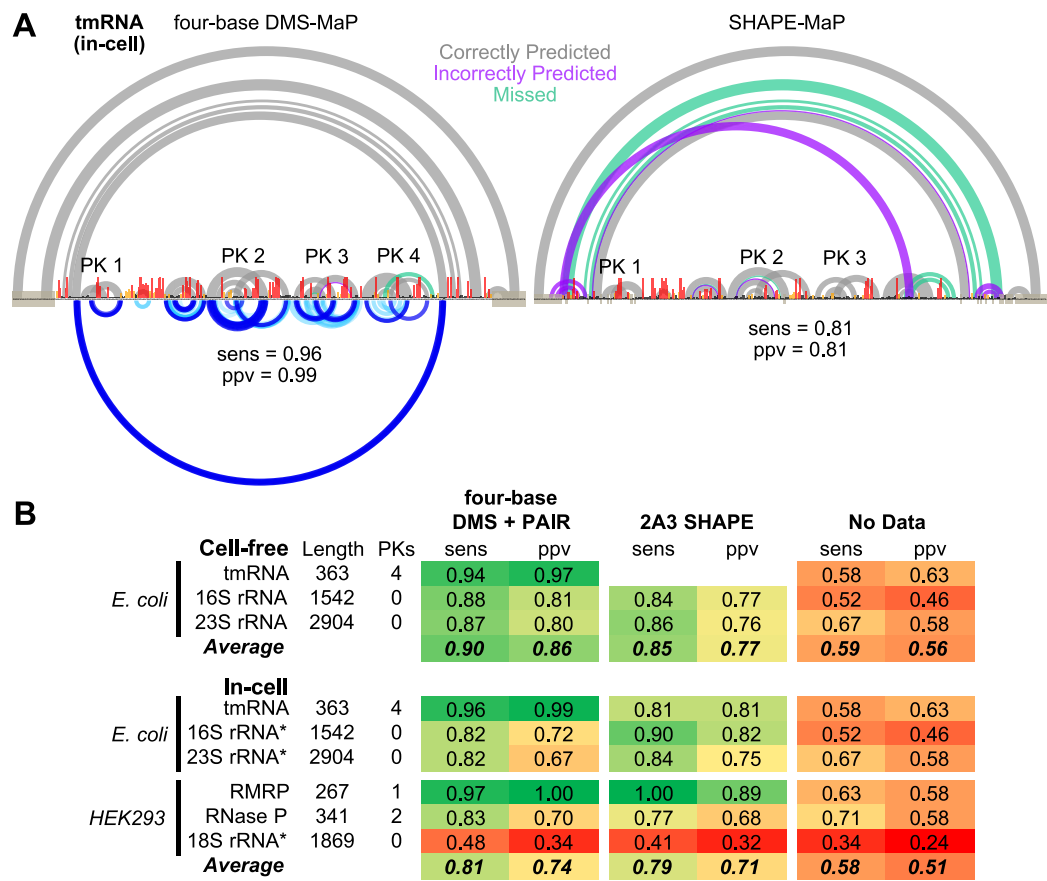 A
tmRNA
(in-cell)
four-base DMS-MaP
SHAPE-MaP
Correctly Predicted
Incorrectly Predicted
Missed
PK 1
PK 2
PK 3
PK 4
sens = 0.96
ppv = 0.99
PK 1
PK 2
PK 3
sens = 0.81
ppv = 0.81
B
four-base
DMS + PAIR 2A3 SHAPE No Data
Cell-free Length PKs sens ppv sens ppv sens ppv
E. coli
tmRNA 363 4 0.94 0.97 0.58 0.63
16S rRNA 1542 0 0.88 0.81 0.84 0.77 0.52 0.46
23S rRNA 2904 0 0.87 0.80 0.86 0.76 0.67 0.58
Average 0.90 0.86 0.85 0.77 0.59 0.56
In-cell
E. coli
tmRNA 363 4 0.96 0.99 0.81 0.81 0.58 0.63
16S rRNA* 1542 0 0.82 0.72 0.90 0.82 0.52 0.46
23S rRNA* 2904 0 0.82 0.67 0.84 0.75 0.67 0.58
HEK293
RMRP 267 1 0.97 1.00 1.00 0.89 0.63 0.58
RNase P 341 2 0.83 0.70 0.77 0.68 0.71 0.58
18S rRNA* 1869 0 0.48 0.34 0.41 0.32 0.34 0.24
Average 0.81 0.74 0.79 0.71 0.58 0.51